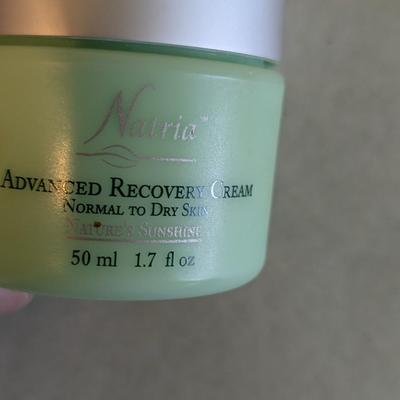 Natria™
ADVANCED RECOVERY CREAM
NORMAL TO DRY SKIN
NATURE'S SUNSHINE
50 ml 1.7 fl oz